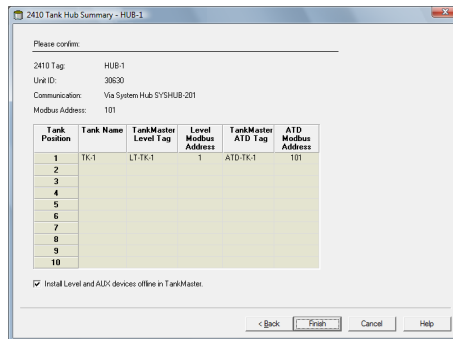 2410 Tank Hub Summary - HUB-1
Please confirm:
2410 Tag: HUB-1
Unit ID: 30630
Communication: Via System Hub SYSHUB-201
Modbus Address: 101
Tank Position Tank Name TankMaster Level Tag Level Modbus Address TankMaster ATD Tag ATD Modbus Address
1 TK-1 LT-TK-1 1 ATD-TK-1 101
2
3
4
5
6
7
8
9
10
Install Level and AUX devices offline in TankMaster.
< Back Finish Cancel Help